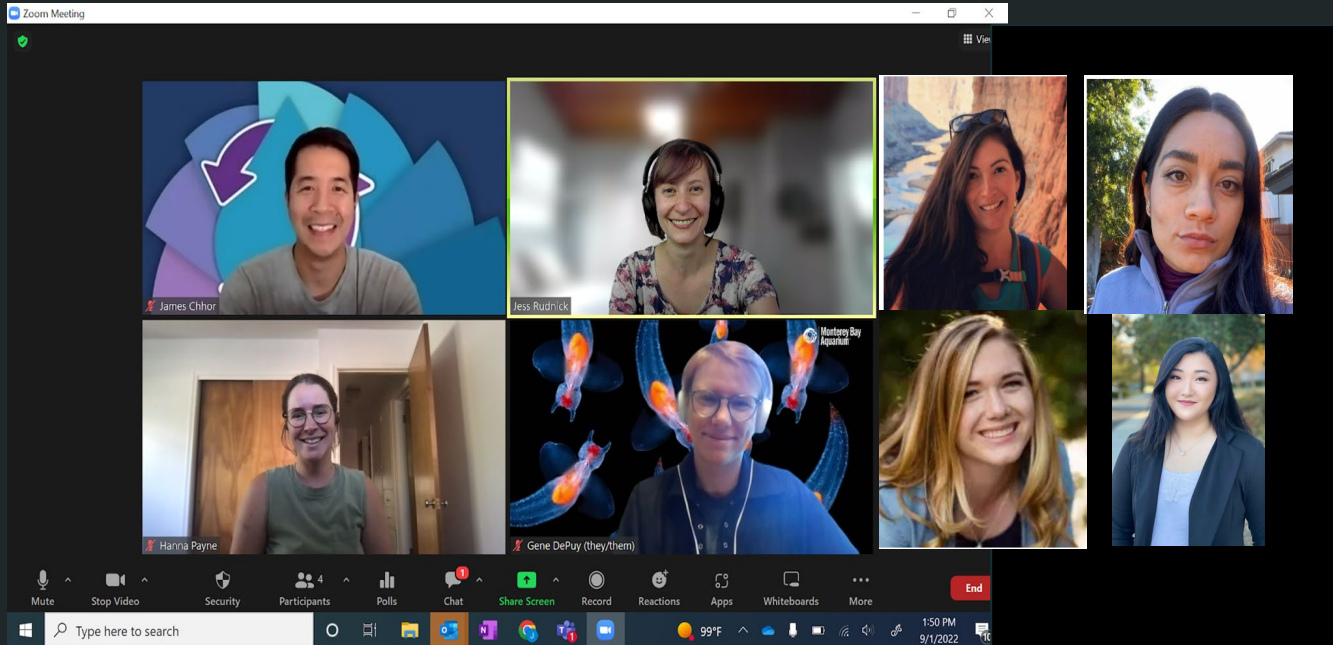 Zoom Meeting
View
Monterey Bay
Aquarium
James Chhor
Jess Rudnick
Hanna Payne
Gene DePuy (they/them)
1
4
Mute
Stop Video
Security
Participants
Polls
Chat
Share Screen
Record
Reactions
Apps
Whiteboards
More
End
Type here to search
1
99°F
1:50 PM
9/1/2022
10